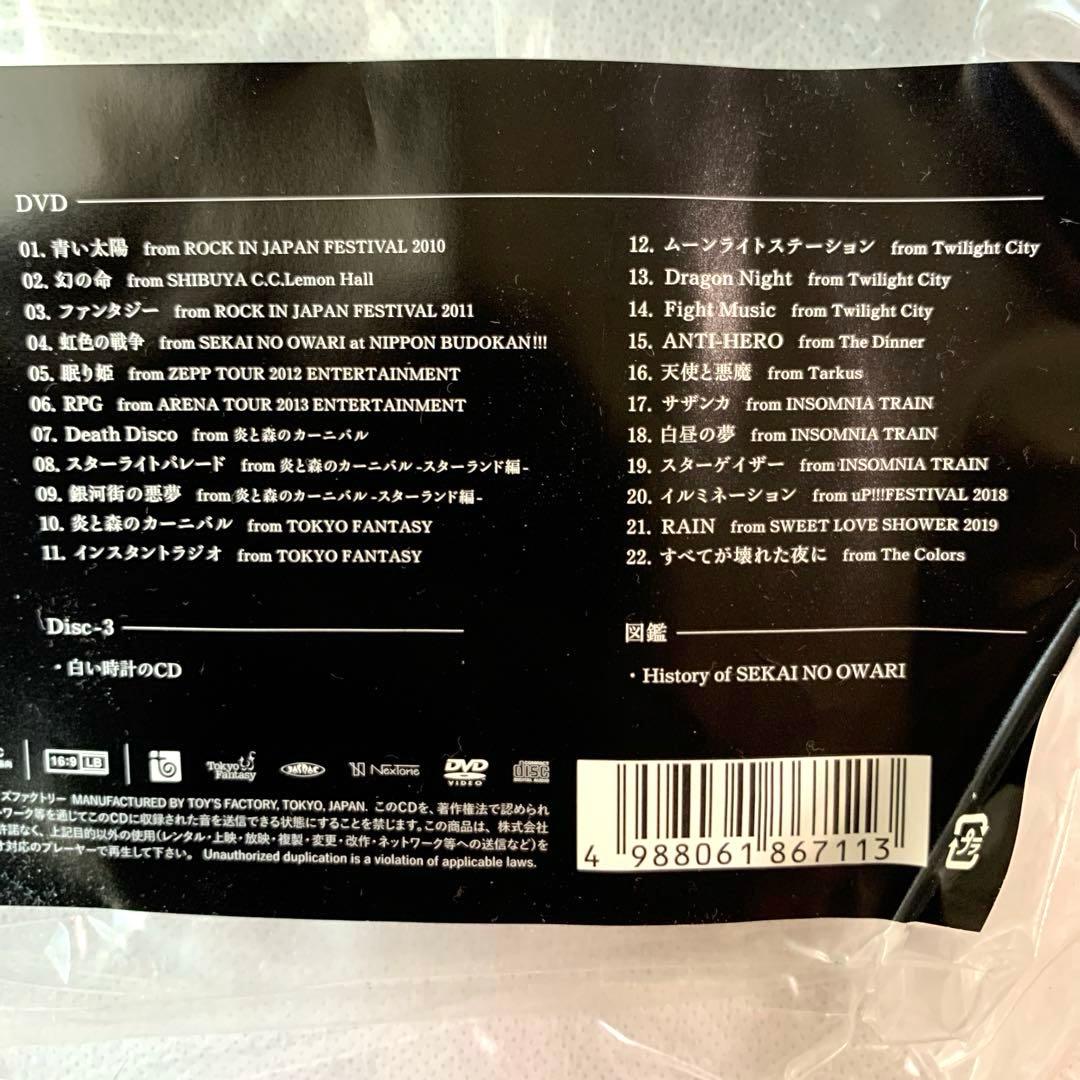 DVD
01. 青い太陽 from ROCK IN JAPAN FESTIVAL 2010
02. 幻の命 from SHIBUYA C.C.Lemon Hall
03. ファンタジー from ROCK IN JAPAN FESTIVAL 2011
04. 虹色の戦争 from SEKAI NO OWARI at NIPPON BUDOKAN!!!
05. 眠り姫 from ZEPP TOUR 2012 ENTERTAINMENT
06. RPG from ARENA TOUR 2013 ENTERTAINMENT
07. Death Disco from 炎と森のカーニバル
08. スターライトパレード from 炎と森のカーニバル -スターランド編-
09. 銀河街の悪夢 from 炎と森のカーニバル -スターランド編-
10. 炎と森のカーニバル from TOKYO FANTASY
11. インスタントラジオ from TOKYO FANTASY
12. ムーンライトステーション from Twilight City
13. Dragon Night from Twilight City
14. Fight Music from Twilight City
15. ANTI-HERO from The Dinner
16. 天使と悪魔 from Tarkus
17. サザンカ from INSOMNIA TRAIN
18. 白昼の夢 from INSOMNIA TRAIN
19. スターゲイザー from INSOMNIA TRAIN
20. イルミネーション from uP!!!FESTIVAL 2018
21. RAIN from SWEET LOVE SHOWER 2019
22. すべてが壊れた夜に from The Colors
Disc-3
・白い時計のCD
図鑑
・History of SEKAI NO OWARI
16:9 LB Tokyo Fantasy JASRAC NexTone DVD VIDEO COMPACT disc DIGITAL AUDIO
ズファクトリー MANUFACTURED BY TOY'S FACTORY, TOKYO, JAPAN. このCDを、著作権法で認められ
ーワーク等を通じてこのCDに収録された音を送信できる状態にすることを禁じます。この商品は、株式会社
許諾なく、上記目的以外の使用(レンタル・上映・放映・複製・変更・改作・ネットワーク等への送信など)を
対応のプレーヤーで再生して下さい。 Unauthorized duplication is a violation of applicable laws.
4 988061 867113
プラ